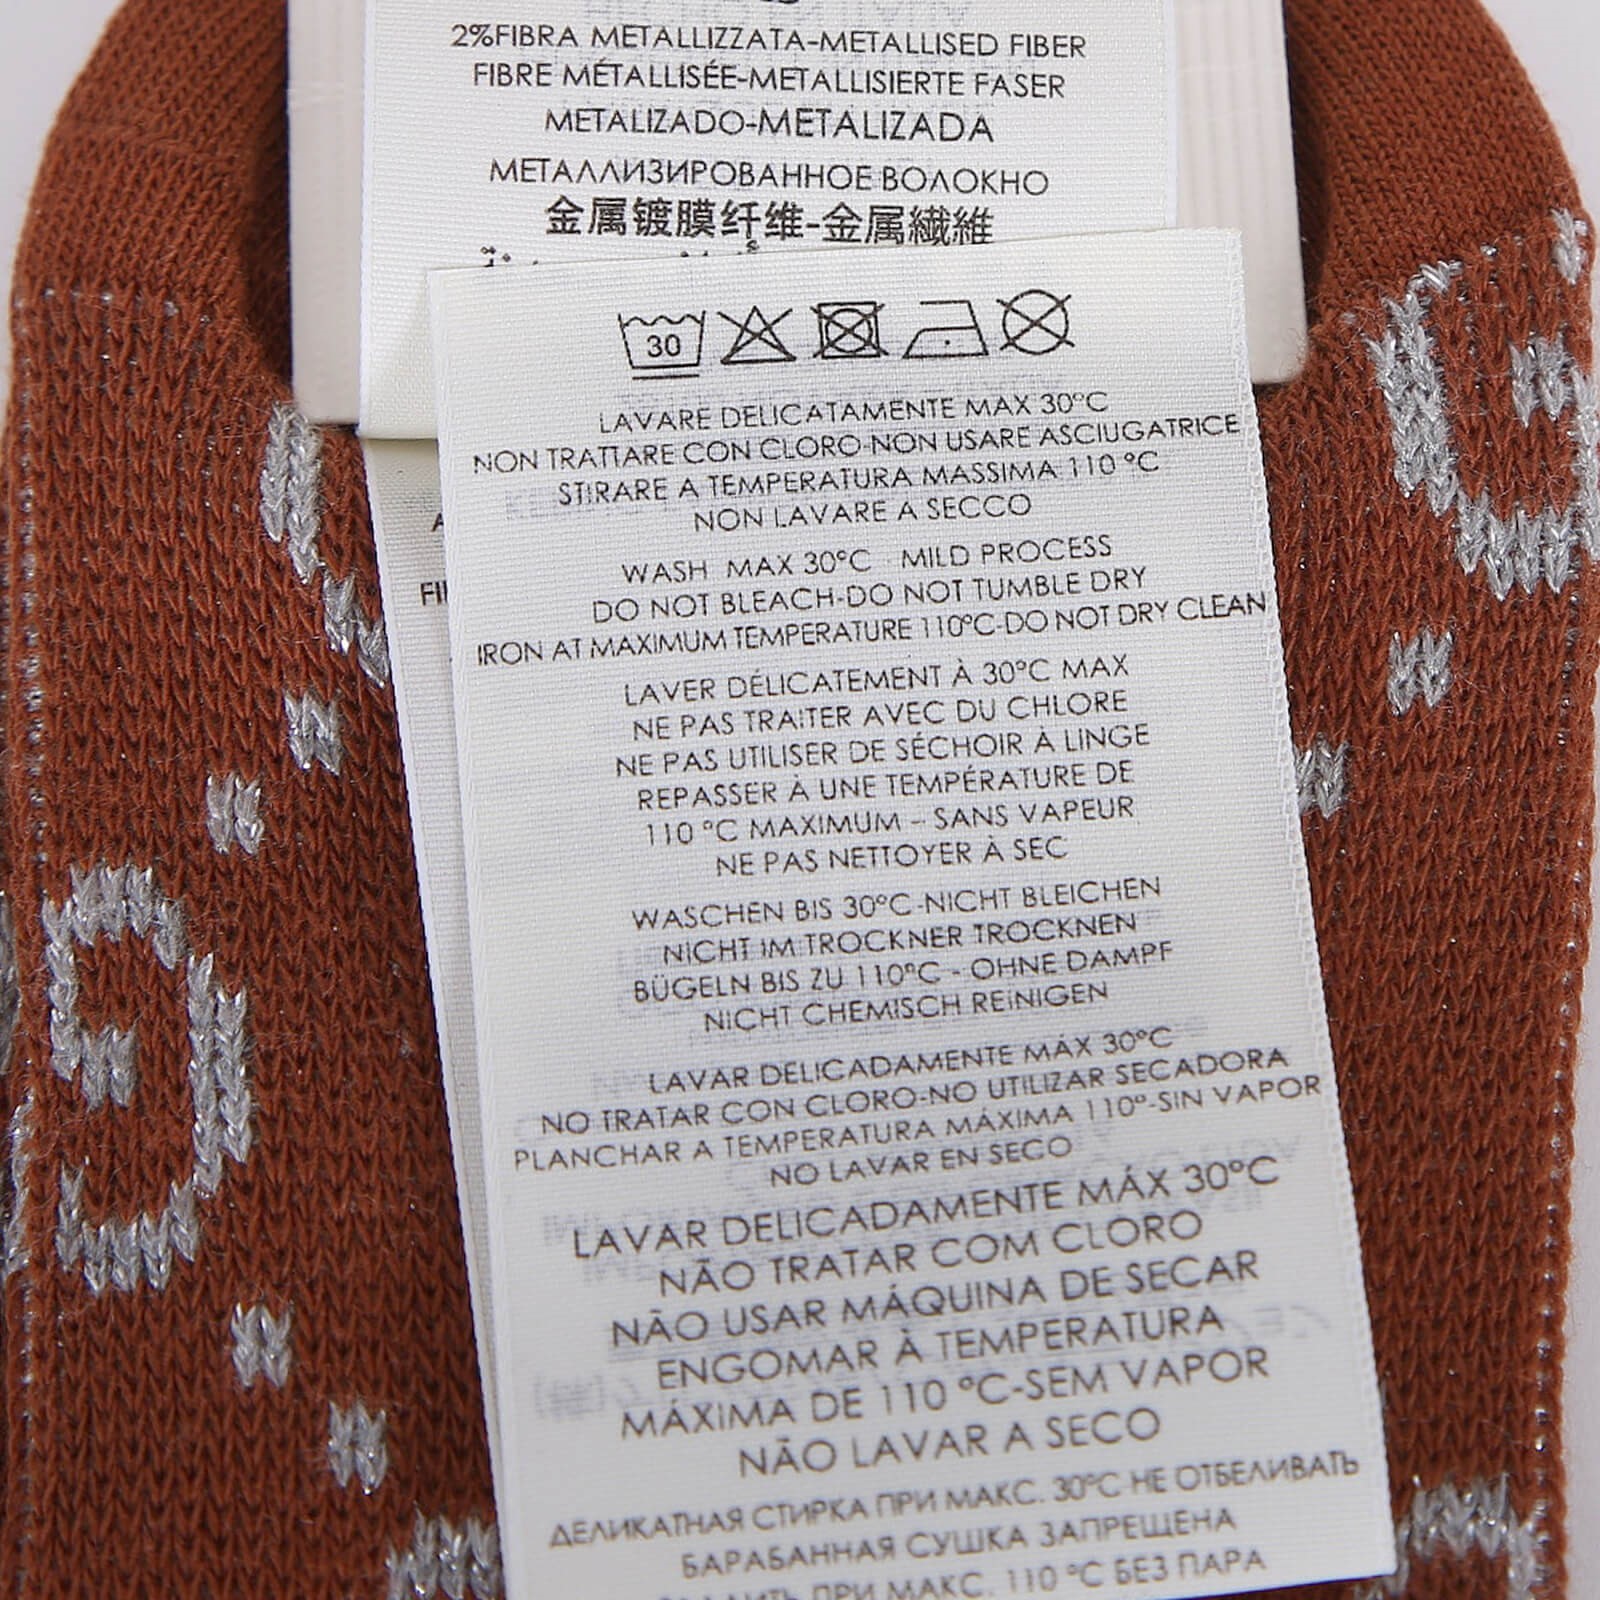 2%FIBRA METALLIZZATA-METALLISED FIBER
FIBRE MÉTALLISÉE-METALLISIERTE FASER
METALIZADO-METALIZADA
МЕТАЛЛИЗИРОВАННОЕ ВОЛОКНО
金属镀膜纤维-金属纖維
30
LAVARE DELICATAMENTE MAX 30°C
NON TRATTARE CON CLORO-NON USARE ASCIUGATRICE
STIRARE A TEMPERATURA MASSIMA 110 °C
NON LAVARE A SECCO
WASH MAX 30°C - MILD PROCESS
DO NOT BLEACH-DO NOT TUMBLE DRY
IRON AT MAXIMUM TEMPERATURE 110°C-DO NOT DRY CLEAN
LAVER DÉLICATEMENT À 30°C MAX
NE PAS TRAITER AVEC DU CHLORE
NE PAS UTILISER DE SÉCHOIR À LINGE
REPASSER À UNE TEMPÉRATURE DE
110 °C MAXIMUM – SANS VAPEUR
NE PAS NETTOYER À SEC
WASCHEN BIS 30°C-NICHT BLEICHEN
NICHT IM TROCKNER TROCKNEN
BÜGELN BIS ZU 110°C - OHNE DAMPF
NICHT CHEMISCH REINIGEN
LAVAR DELICADAMENTE MÁX 30°C
NO TRATAR CON CLORO-NO UTILIZAR SECADORA
PLANCHAR A TEMPERATURA MÁXIMA 110°-SIN VAPOR
NO LAVAR EN SECO
LAVAR DELICADAMENTE MÁX 30°C
NÃO TRATAR COM CLORO
NÃO USAR MÁQUINA DE SECAR
ENGOMAR À TEMPERATURA
MÁXIMA DE 110 °C-SEM VAPOR
NÃO LAVAR A SECO
ДЕЛИКАТНАЯ СТИРКА ПРИ МАКС. 30°C-НЕ ОТБЕЛИВАТЬ
БАРАБАННАЯ СУШКА ЗАПРЕЩЕНА
ПРИ МАКС. 110 °C БЕЗ ПАРА